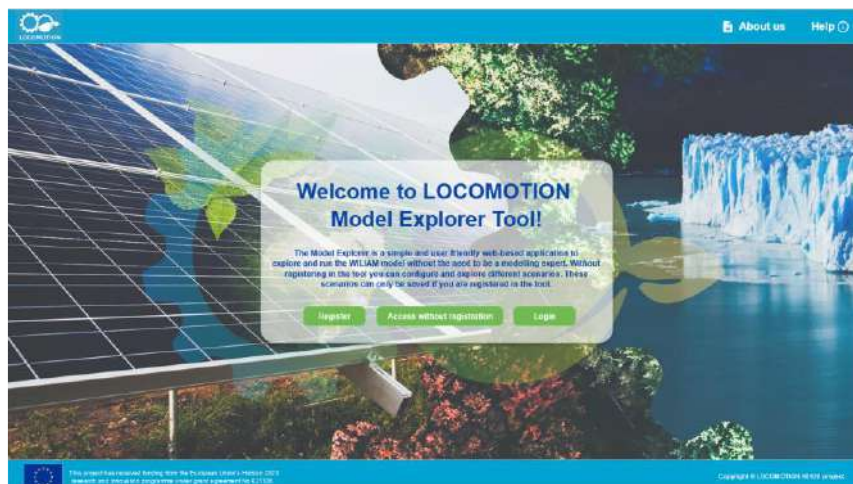 LOCOMOTION
About us
Help
Welcome to LOCOMOTION
Model Explorer Tool!
The Model Explorer is a simple and user friendly web-based application to
explore and run the WILIAM model without the need to be a modelling expert. Without
registering in the tool you can configure and explore different scenarios. These
scenarios can only be saved if you are registered in the tool.
Register
Access without registration
Login
This project has received funding from the European Union's Horizon 2020
research and innovation programme under grant agreement No
Copyright © LOCOMOTION H2020 project